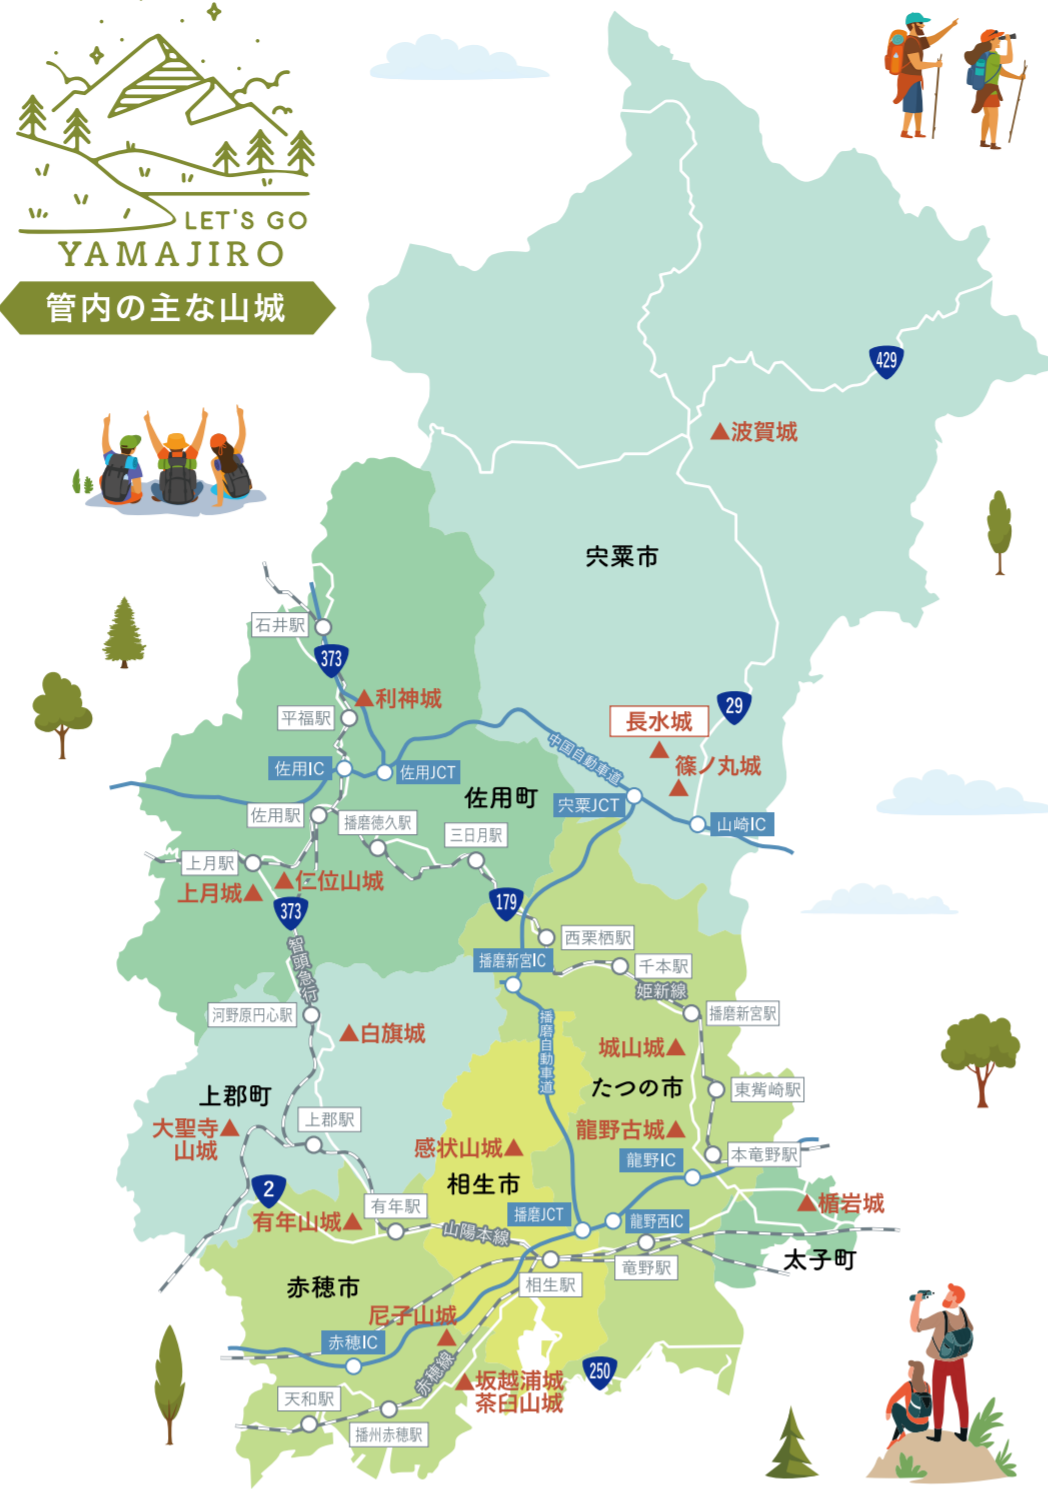 LET'S GO
YAMAJIRO
管内の主な山城
429
波賀城
宍粟市
石井駅
373
利神城
平福駅
29
長水城
篠ノ丸城
中国自動車道
佐用IC
佐用JCT
佐用町
宍粟JCT
山崎IC
佐用駅
播磨徳久駅
三日月駅
上月駅
上月城
仁位山城
373
179
智頭急行
西栗栖駅
播磨新宮IC
千本駅
姫新線
河野原円心駅
播磨新宮駅
白旗城
播磨自動車道
城山城
たつの市
東觜崎駅
上郡町
上郡駅
大聖寺
山城
龍野古城
感状山城
龍野IC
本竜野駅
相生市
2
有年駅
有年山城
播磨JCT
龍野西IC
楯岩城
山陽本線
太子町
竜野駅
相生駅
赤穂市
尼子山城
赤穂IC
赤穂線
250
坂越浦城
茶臼山城
天和駅
播州赤穂駅